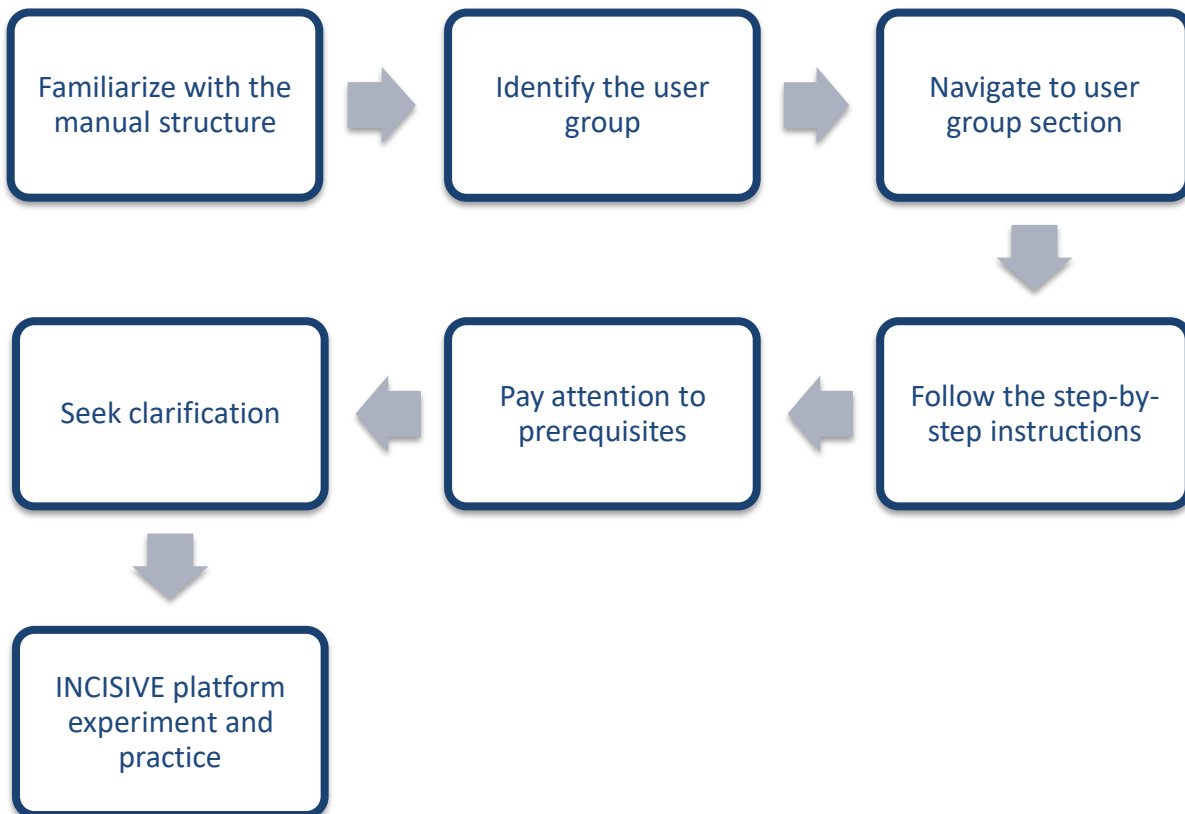 Familiarize with the
manual structure
Identify the user
group
Navigate to user
group section
Follow the step-by-
step instructions
Pay attention to
prerequisites
Seek clarification
INCISIVE platform
experiment and
practice